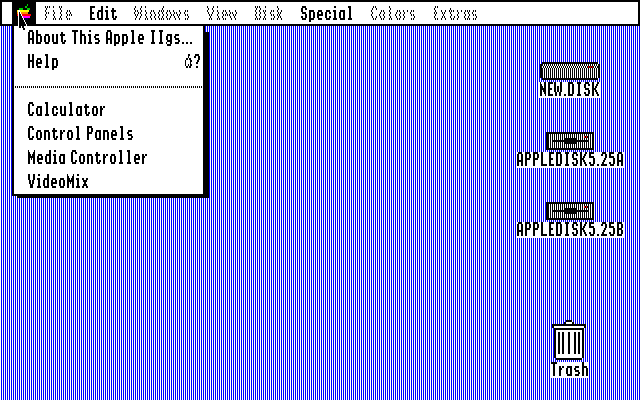 File Edit Windows View Disk Special Colors Extras
About This Apple IIgs...
Help ?
Calculator
Control Panels
Media Controller
VideoMix
NEW.DISK
APPLEDISK5.25A
APPLEDISK5.25B
Trash